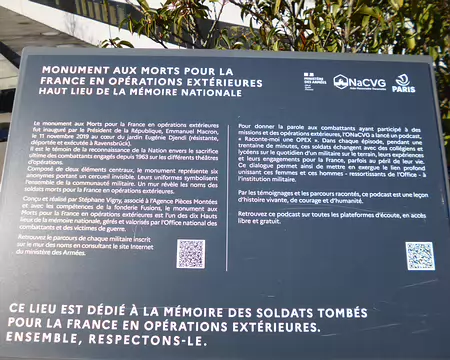 MONUMENT AUX MORTS POUR LA
FRANCE EN OPÉRATIONS EXTÉRIEURES
HAUT LIEU DE LA MÉMOIRE NATIONALE
MINISTÈRE
DES ARMÉES
NaCVG
PARIS
Le monument aux Morts pour la France en opérations extérieures
fut inauguré par le Président de la République, Emmanuel Macron,
le 11 novembre 2019 au cœur du jardin Eugénie Djendi (résistante,
déportée et exécutée à Ravensbrück).
Il est le témoin de la reconnaissance de la Nation envers le sacrifice
ultime des combattants engagés depuis 1963 sur les différents théâtres
d'opérations.
Composé de deux éléments centraux, le monument représente six
anonymes portant un cercueil invisible. Leurs uniformes symbolisent
l'ensemble de la communauté militaire. Un mur révèle les noms des
mili morts pour la France en opérations extérieures.
Conçu et réalisé par Stéphane Vigny, associé à l'Agence Pièces Montées
et avec les compétences de la fonderie Fusions, le monument aux
Morts pour la France en opérations extérieures est l'un des dix Hauts
lieux de la mémoire nationale, gérés et valorisés par l'Office national des
combattants et des victimes de guerre.
Retrouvez le parcours de chaque militaire inscrit
sur le mur des noms en consultant le site Internet
du ministère des Armées.
Pour donner la parole aux combattants ayant participé à des
missions et des opérations extérieures, l'ONaCVG a lancé un podcast,
« Raconte-moi une OPEX ». Dans chaque épisode, pendant une
trentaine de minutes, ces soldats échangent avec des collégiens et
lycéens sur le quotidien d'un militaire sur le terrain, leurs expériences
et leurs engagements pour la France, parfois au péril de leur vie.
Ce dialogue permet ainsi de mettre en exergue le lien profond
unissant ces femmes et ces hommes - ressortissants de l'Office - à
l'institution militaire.
Par les témoignages et les parcours racontés, ce podcast est une leçon
d'histoire vivante, de courage et d'humanité.
Retrouvez ce podcast sur toutes les plateformes d'écoute, en accès
libre et gratuit.
CE LIEU EST DÉDIÉ À LA MÉMOIRE DES SOLDATS TOMBÉS
POUR LA FRANCE EN OPÉRATIONS EXTÉRIEURES.
ENSEMBLE, RESPECTONS-LE.